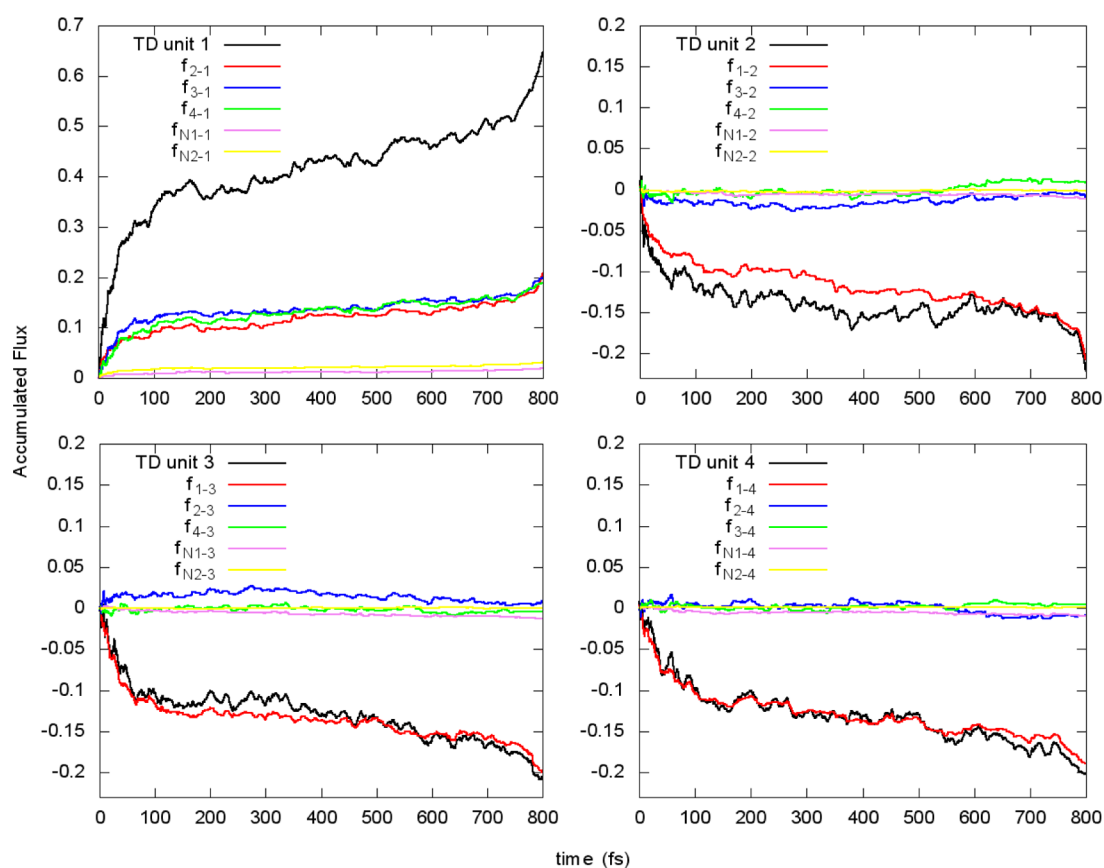 Accumulated Flux
0.7
0.6
0.5
0.4
0.3
0.2
0.1
0
TD unit 1
f2-1
f3-1
f4-1
fN1-1
fN2-1
0 100 200 300 400 500 600 700 800
0.2
0.15
0.1
0.05
0
-0.05
-0.1
-0.15
-0.2
TD unit 2
f1-2
f3-2
f4-2
fN1-2
fN2-2
0 100 200 300 400 500 600 700 800
0.2
0.15
0.1
0.05
0
-0.05
-0.1
-0.15
-0.2
TD unit 3
f1-3
f2-3
f4-3
fN1-3
fN2-3
0 100 200 300 400 500 600 700 800
0.2
0.15
0.1
0.05
0
-0.05
-0.1
-0.15
-0.2
TD unit 4
f1-4
f2-4
f3-4
fN1-4
fN2-4
0 100 200 300 400 500 600 700 800
time (fs)